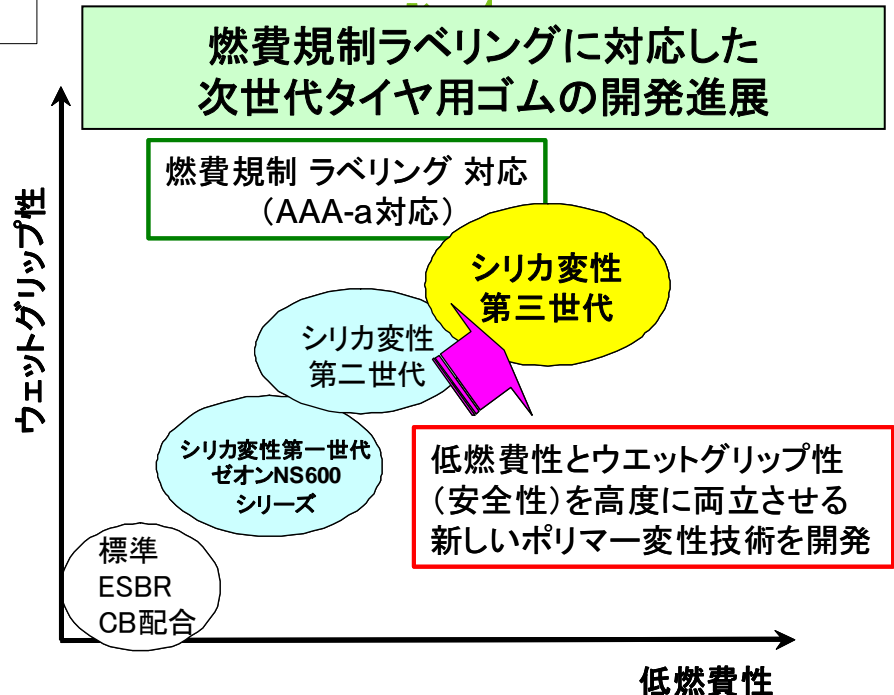 燃費規制ラベリングに対応した
次世代タイヤ用ゴムの開発進展
燃費規制 ラベリング 対応
（AAA-a対応）
ウェットグリップ性
シリカ変性
第三世代
シリカ変性
第二世代
シリカ変性第一世代
ゼオンNS600
シリーズ
低燃費性とウエットグリップ性
（安全性）を高度に両立させる
新しいポリマー変性技術を開発
標準
ESBR
CB配合
低燃費性